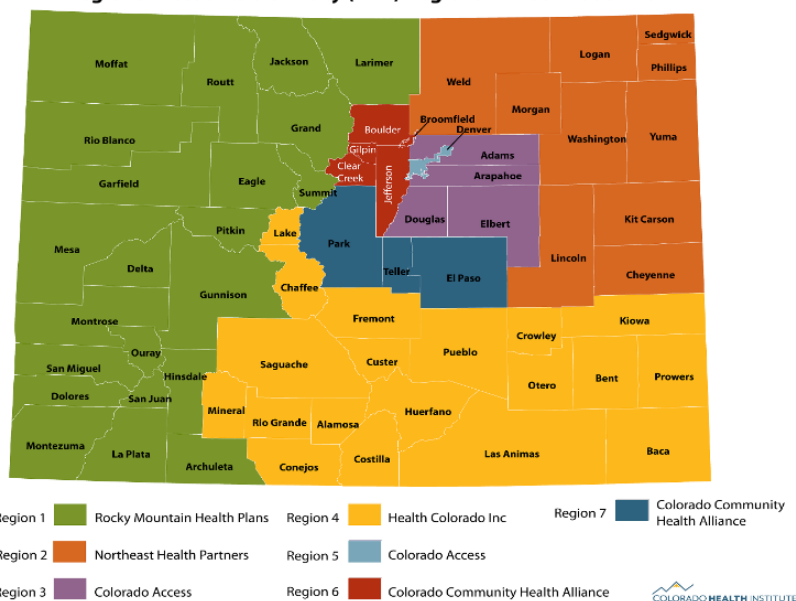 Moffat
Routt
Jackson
Larimer
Weld
Logan
Sedgwick
Phillips
Morgan
Washington
Yuma
Rio Blanco
Grand
Boulder
Broomfield
Denver
Gilpin
Clear
Creek
Jefferson
Adams
Arapahoe
Garfield
Eagle
Summit
Douglas
Elbert
Lincoln
Kit Carson
Cheyenne
Mesa
Pitkin
Lake
Park
Teller
El Paso
Delta
Gunnison
Chaffee
Fremont
Kiowa
Crowley
Montrose
Ouray
San Miguel
Hinsdale
Saguache
Custer
Pueblo
Otero
Bent
Prowers
Dolores
San Juan
Mineral
Rio Grande
Alamosa
Huerfano
Montezuma
La Plata
Archuleta
Conejos
Costilla
Las Animas
Baca
Region 1 Rocky Mountain Health Plans
Region 2 Northeast Health Partners
Region 3 Colorado Access
Region 4 Health Colorado Inc
Region 5 Colorado Access
Region 6 Colorado Community Health Alliance
Region 7 Colorado Community
Health Alliance
COLORADO HEALTH INSTITUTE